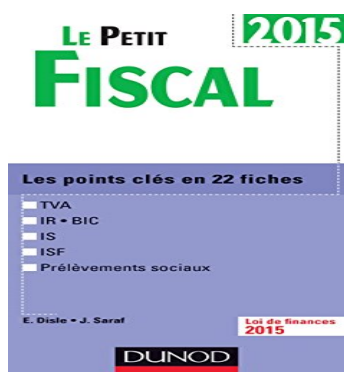 LE PETIT 2015
FISCAL
Les points clés en 22 fiches
TVA
IR • BIC
IS
ISF
Prélèvements sociaux
E. Disle • J. Saraf
Loi de finances
2015
DUNOD